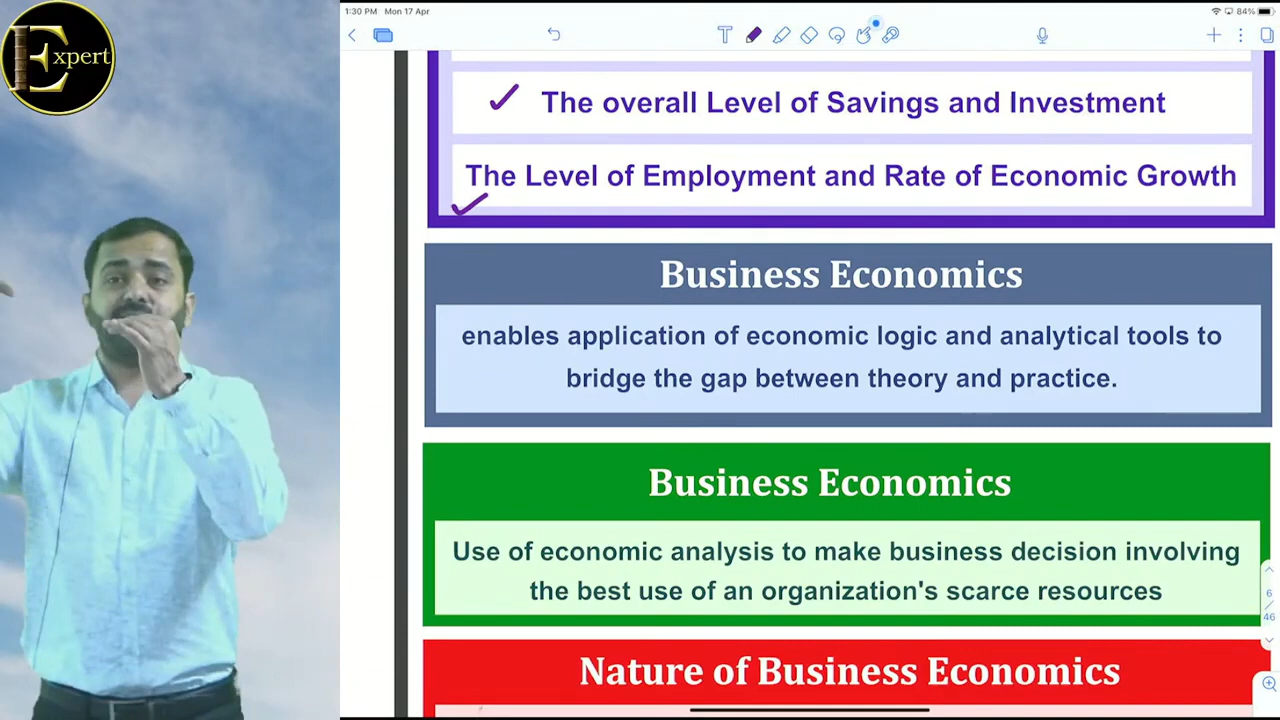 Expert
1:30 PM Mon 17 Apr
84%
The overall Level of Savings and Investment
The Level of Employment and Rate of Economic Growth
Business Economics
enables application of economic logic and analytical tools to
bridge the gap between theory and practice.
Business Economics
Use of economic analysis to make business decision involving
the best use of an organization's scarce resources
6
/
46
Nature of Business Economics